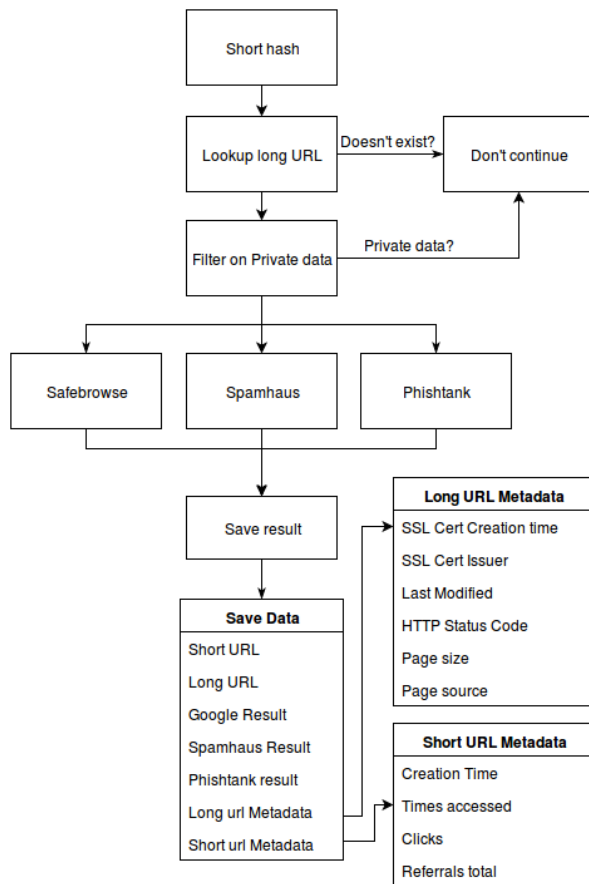 Short hash
Lookup long URL
Doesn't exist?
Don't continue
Filter on Private data
Private data?
Safebrowse
Spamhaus
Phishtank
Save result
Save Data
Short URL
Long URL
Google Result
Spamhaus Result
Phishtank result
Long url Metadata
Short url Metadata
Long URL Metadata
SSL Cert Creation time
SSL Cert Issuer
Last Modified
HTTP Status Code
Page size
Page source
Short URL Metadata
Creation Time
Times accessed
Clicks
Referrals total